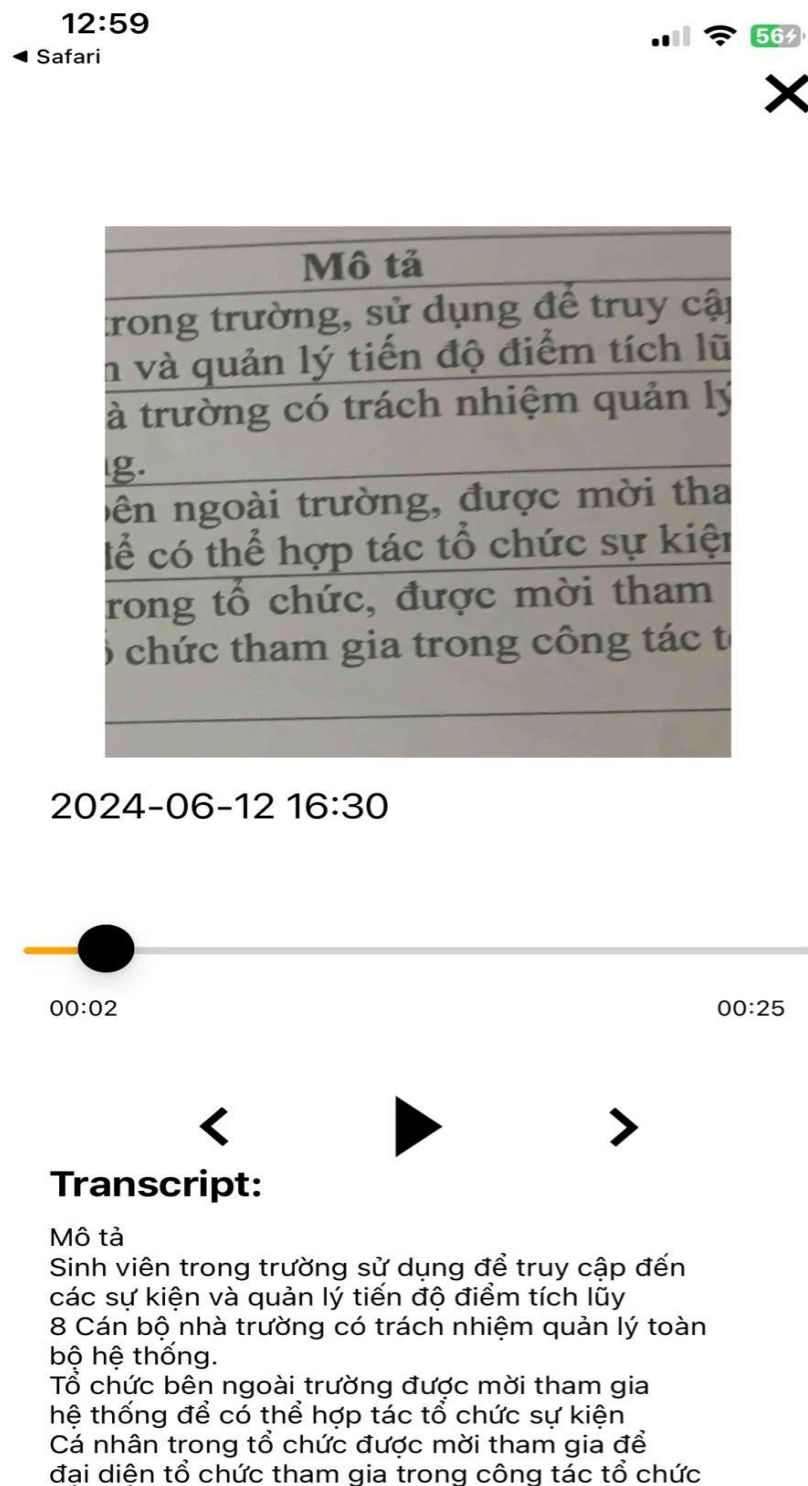 12:59
Safari
56
Mô tả
trong trường, sử dụng để truy cập
và quản lý tiến độ điểm tích lũ
à trường có trách nhiệm quản lý
g.
bên ngoài trường, được mời tha
để có thể hợp tác tổ chức sự kiện
rong tổ chức, được mời tham
chức tham gia trong công tác t
2024-06-12 16:30
00:02
00:25
Transcript:
Mô tả
Sinh viên trong trường sử dụng để truy cập đến
các sự kiện và quản lý tiến độ điểm tích lũy
8 Cán bộ nhà trường có trách nhiệm quản lý toàn
bộ hệ thống.
Tổ chức bên ngoài trường được mời tham gia
hệ thống để có thể hợp tác tổ chức sự kiện
Cá nhân trong tổ chức được mời tham gia để
đại diện tổ chức tham gia trong công tác tổ chức